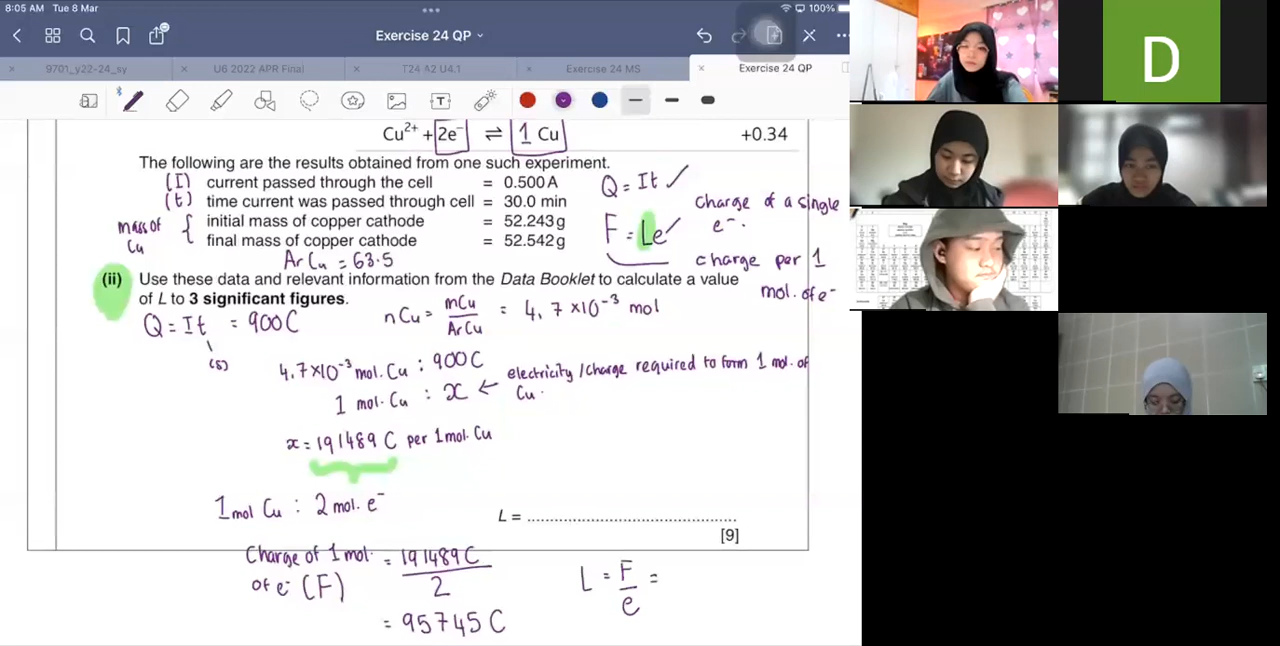 8:05 AM Tue 8 Mar
100%
Exercise 24 QP
9701_y22-24_sy
U6 2022 APR Final
T24 A2 U4.1
Exercise 24 MS
Exercise 24 QP
Cu2+ + 2e− ⇌ 1 Cu +0.34
The following are the results obtained from one such experiment.
(I) current passed through the cell = 0.500 A
(t) time current was passed through cell = 30.0 min
mass of Cu { initial mass of copper cathode = 52.243 g
final mass of copper cathode = 52.542 g
Ar Cu = 63.5
Q = It ✓
F = Le ✓
charge of a single
e−.
charge per 1
mol. of e−
(ii) Use these data and relevant information from the Data Booklet to calculate a value
of L to 3 significant figures.
Q = It = 900C
(s)
nCu = mCu / Ar Cu = 4.7×10−3 mol
4.7×10−3 mol. Cu : 900C
1 mol. Cu : x ← electricity/charge required to form 1 mol. of
Cu.
x = 191489 C per 1mol. Cu
1 mol Cu : 2 mol. e−
L = ..................................................
[9]
Charge of 1 mol. of e− (F) = 191489C / 2
= 95745 C
L = F / e =
D